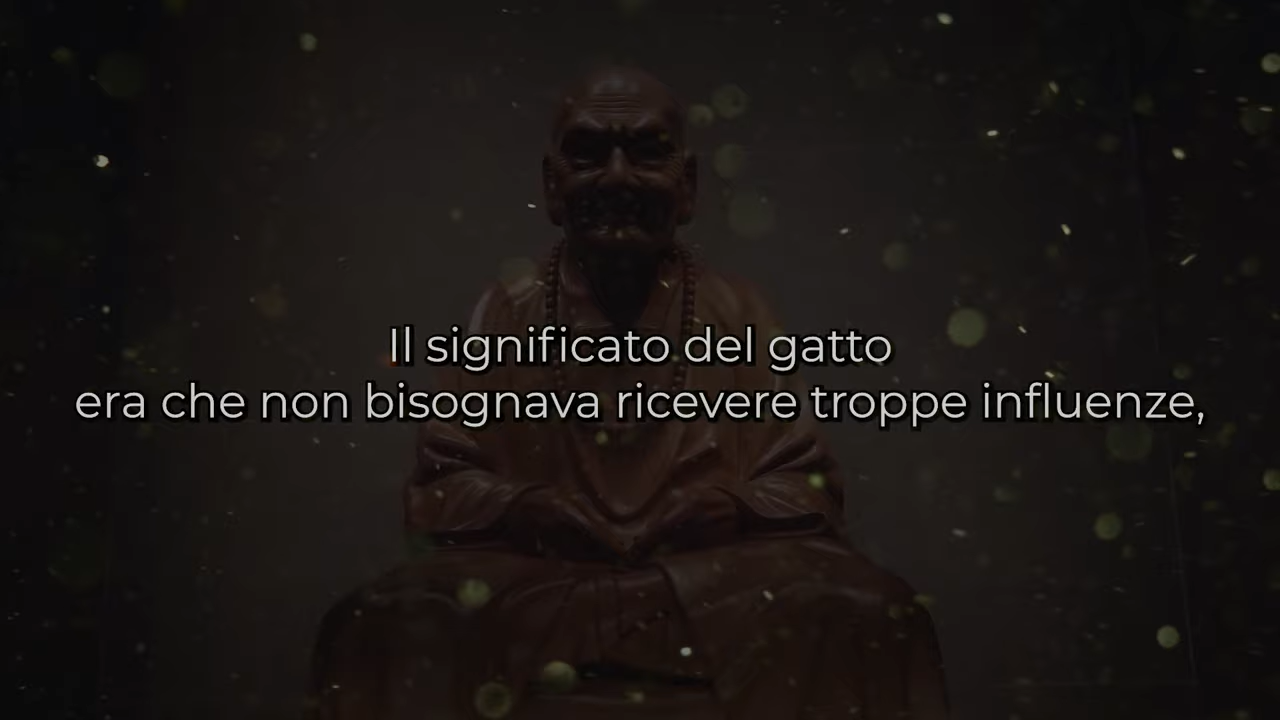 Il significato del gatto
era che non bisognava ricevere troppe influenze,